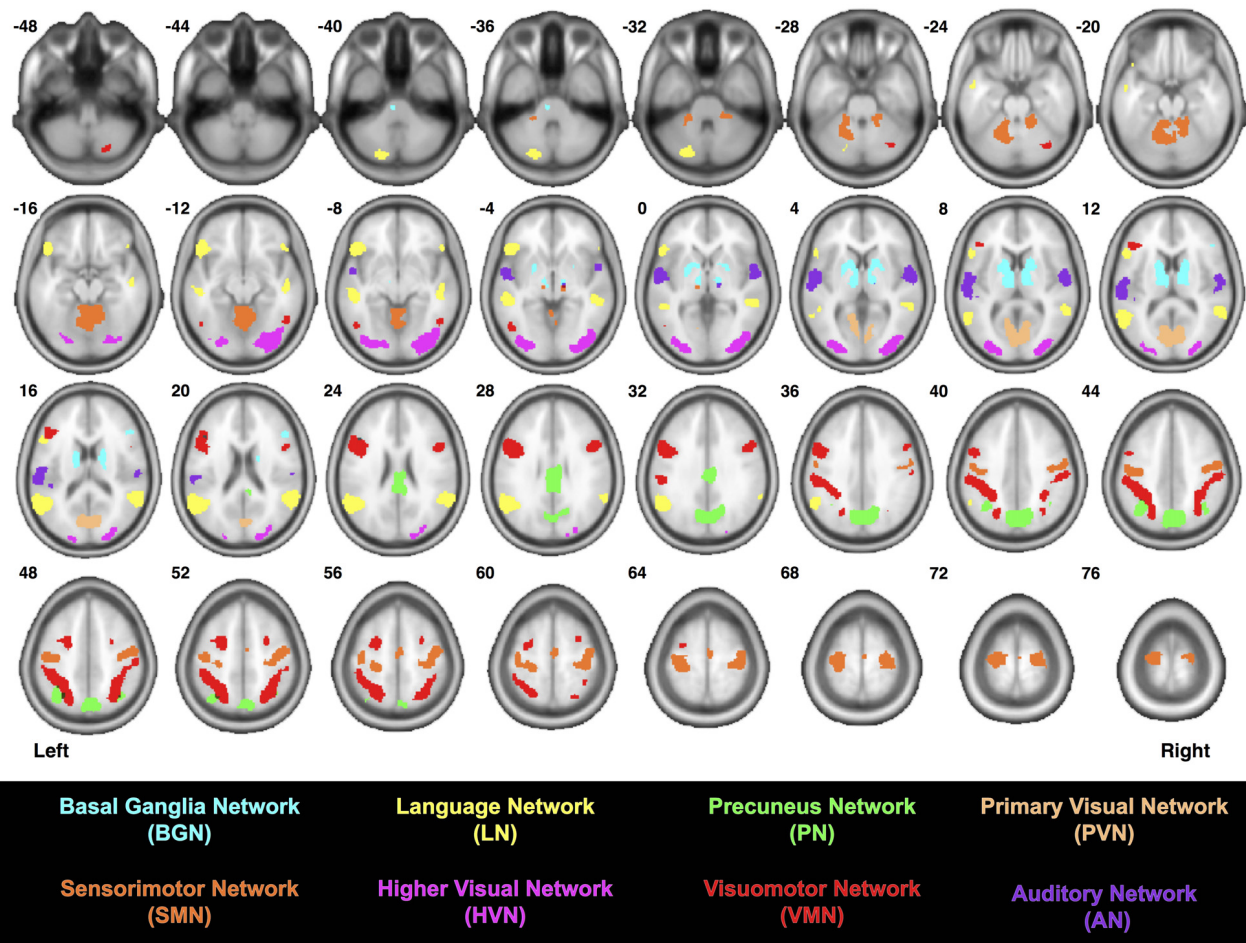 -48 -44 -40 -36 -32 -28 -24 -20
-16 -12 -8 -4 0 4 8 12
16 20 24 28 32 36 40 44
48 52 56 60 64 68 72 76
Left Right
Basal Ganglia Network Language Network Precuneus Network Primary Visual Network
(BGN) (LN) (PN) (PVN)
Sensorimotor Network Higher Visual Network Visuomotor Network Auditory Network
(SMN) (HVN) (VMN) (AN)